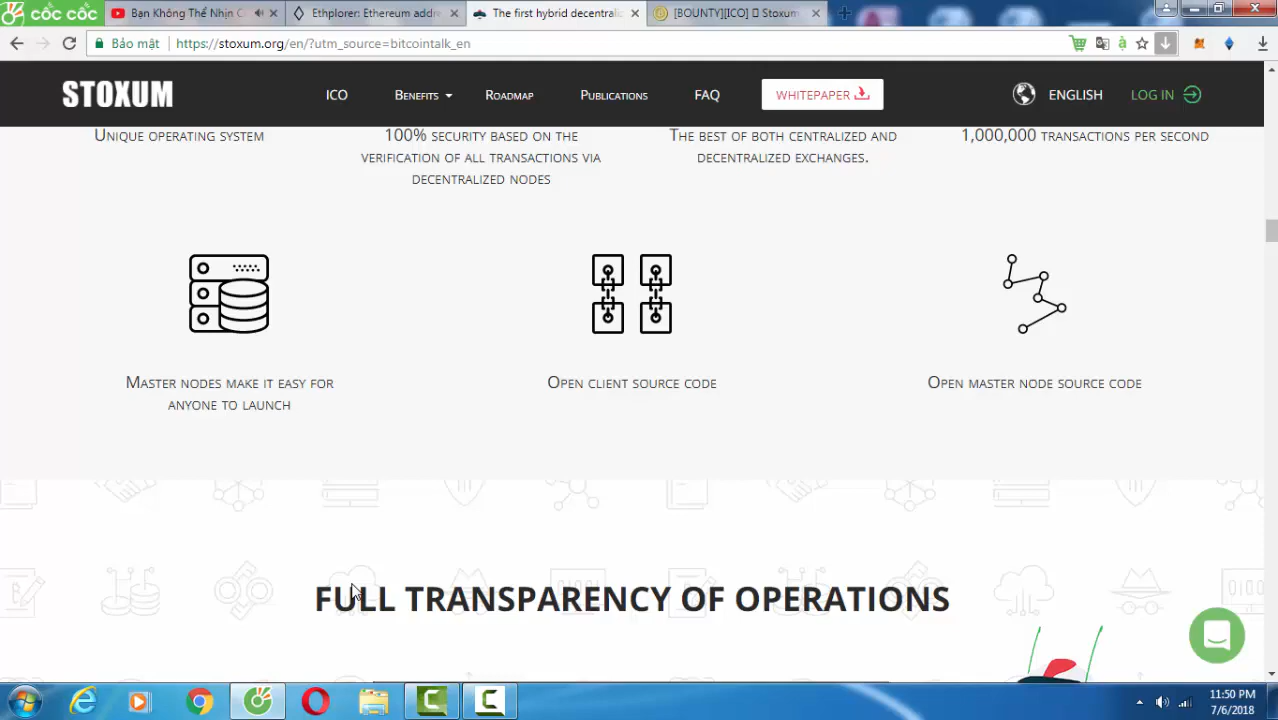 cốc cốc
Bạn Không Thể Nhịn C
Ethplorer: Ethereum addr
The first hybrid decentrali
[BOUNTY][ICO] Stoxum
Bảo mật
https://stoxum.org/en/?utm_source=bitcointalk_en
STOXUM
ICO
BENEFITS
ROADMAP
PUBLICATIONS
FAQ
WHITEPAPER
ENGLISH
LOG IN
UNIQUE OPERATING SYSTEM
100% SECURITY BASED ON THE
VERIFICATION OF ALL TRANSACTIONS VIA
DECENTRALIZED NODES
THE BEST OF BOTH CENTRALIZED AND
DECENTRALIZED EXCHANGES.
1,000,000 TRANSACTIONS PER SECOND
MASTER NODES MAKE IT EASY FOR
ANYONE TO LAUNCH
OPEN CLIENT SOURCE CODE
OPEN MASTER NODE SOURCE CODE
FULL TRANSPARENCY OF OPERATIONS
11:50 PM
7/6/2018